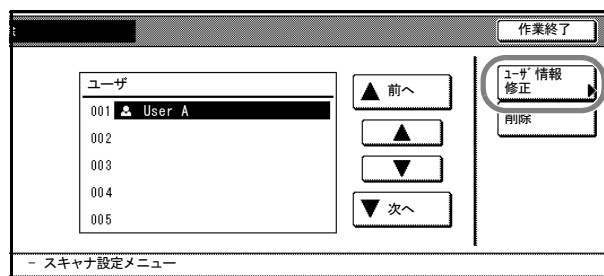 作業終了
ユーザ
001 User A
002
003
004
005
前へ
次へ
ﾕｰｻﾞ情報
修正
削除
- スキャナ設定メニュー